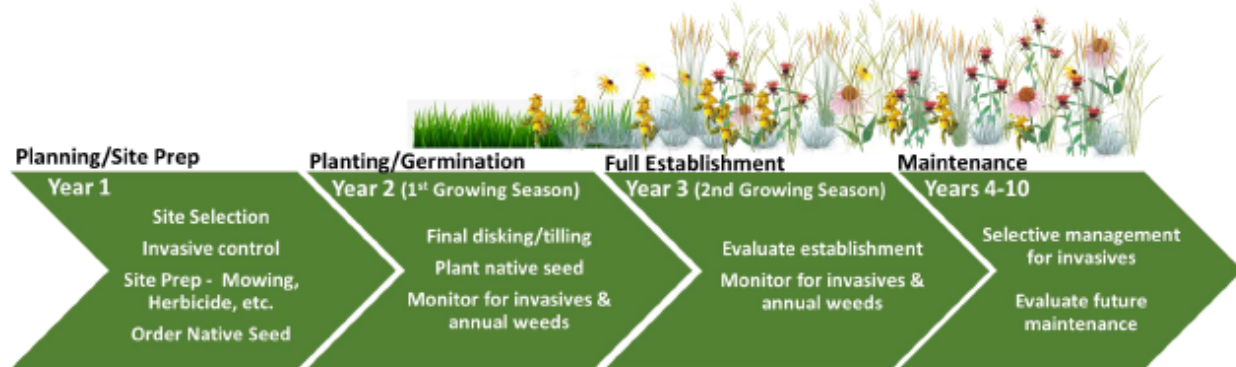 Planning/Site Prep
Year 1
Site Selection
Invasive control
Site Prep - Mowing,
Herbicide, etc.
Order Native Seed
Planting/Germination
Year 2 (1st Growing Season)
Final disking/tilling
Plant native seed
Monitor for invasives &
annual weeds
Full Establishment
Year 3 (2nd Growing Season)
Evaluate establishment
Monitor for invasives &
annual weeds
Maintenance
Years 4-10
Selective management
for invasives
Evaluate future
maintenance